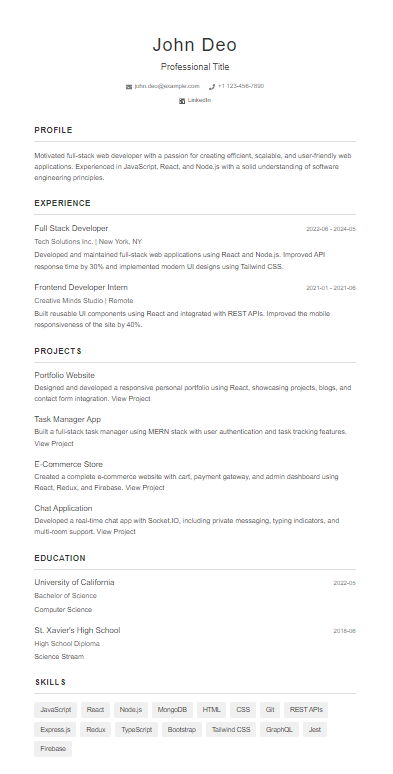 John Deo
Professional Title
john.deo@example.com +1 123-456-7890
LinkedIn
PROFILE
Motivated full-stack web developer with a passion for creating efficient, scalable, and user-friendly web
applications. Experienced in JavaScript, React, and Node.js with a solid understanding of software
engineering principles.
EXPERIENCE
Full Stack Developer 2022-06 - 2024-05
Tech Solutions Inc. | New York, NY
Developed and maintained full-stack web applications using React and Node.js. Improved API
response time by 30% and implemented modern UI designs using Tailwind CSS.
Frontend Developer Intern 2021-01 - 2021-06
Creative Minds Studio | Remote
Built reusable UI components using React and integrated with REST APIs. Improved the mobile
responsiveness of the site by 40%.
PROJECTS
Portfolio Website
Designed and developed a responsive personal portfolio using React, showcasing projects, blogs, and
contact form integration. View Project
Task Manager App
Built a full-stack task manager using MERN stack with user authentication and task tracking features.
View Project
E-Commerce Store
Created a complete e-commerce website with cart, payment gateway, and admin dashboard using
React, Redux, and Firebase. View Project
Chat Application
Developed a real-time chat app with Socket.IO, including private messaging, typing indicators, and
multi-room support. View Project
EDUCATION
University of California 2022-05
Bachelor of Science
Computer Science
St. Xavier's High School 2018-06
High School Diploma
Science Stream
SKILLS
JavaScript React Node.js MongoDB HTML CSS Git REST APIs
Express.js Redux TypeScript Bootstrap Tailwind CSS GraphQL Jest
Firebase